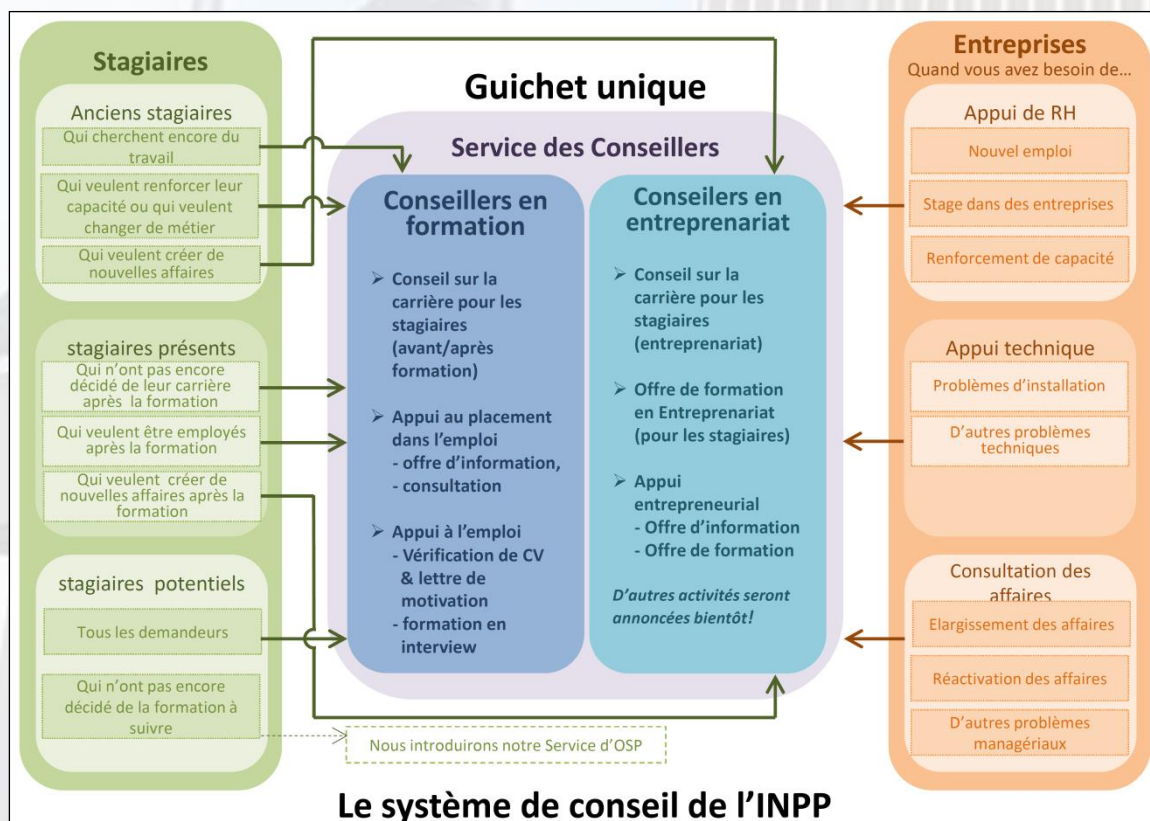 Stagiaires
Anciens stagiaires
Qui cherchent encore du
travail
Qui veulent renforcer leur
capacité ou qui veulent
changer de métier
Qui veulent créer de
nouvelles affaires
stagiaires présents
Qui n'ont pas encore
décidé de leur carrière
après la formation
Qui veulent être employés
après la formation
Qui veulent créer de
nouvelles affaires après la
formation
stagiaires potentiels
Tous les demandeurs
Qui n'ont pas encore
décidé de la formation à
suivre
Guichet unique
Service des Conseillers
Conseillers en
formation
➢ Conseil sur la
carrière pour les
stagiaires
(avant/après
formation)
➢ Appui au placement
dans l'emploi
- offre d'information,
- consultation
➢ Appui à l'emploi
- Vérification de CV
& lettre de
motivation
- formation en
interview
Conseilers en
entreprenariat
➢ Conseil sur la
carrière pour les
stagiaires
(entreprenariat)
➢ Offre de formation
en Entreprenariat
(pour les stagiaires)
➢ Appui
entrepreneurial
- Offre d'information
- Offre de formation
D'autres activités seront
annoncées bientôt!
Nous introduirons notre Service d'OSP
Entreprises
Quand vous avez besoin de…
Appui de RH
Nouvel emploi
Stage dans des entreprises
Renforcement de capacité
Appui technique
Problèmes d'installation
D'autres problèmes
techniques
Consultation des
affaires
Elargissement des affaires
Réactivation des affaires
D'autres problèmes
managériaux
Le système de conseil de l'INPP